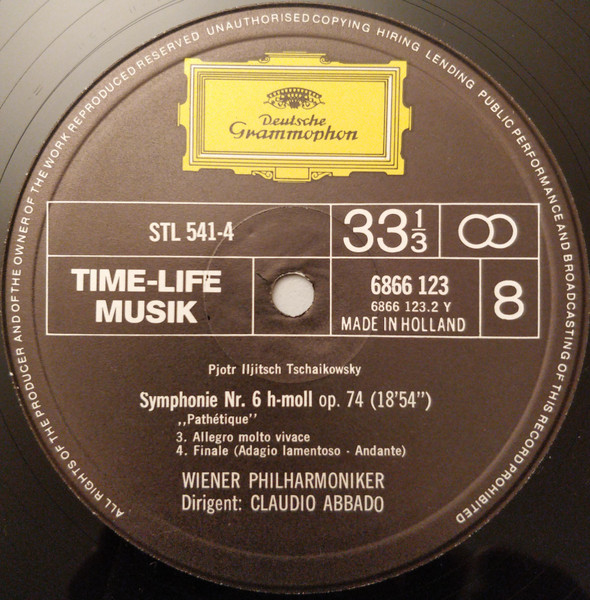 ALL RIGHTS OF THE PRODUCER AND OF THE OWNER OF THE WORK REPRODUCED RESERVED UNAUTHORISED COPYING HIRING LENDING PUBLIC PERFORMANCE AND BROADCASTING OF THIS RECORD PROHIBITED
Deutsche
Grammophon
STL 541-4
33 1/3
TIME-LIFE
MUSIK
6866 123
6866 123.2 Y
MADE IN HOLLAND
8
Pjotr Iljitsch Tschaikowsky
Symphonie Nr. 6 h-moll op. 74 (18'54")
,,Pathétique"
3. Allegro molto vivace
4. Finale (Adagio lamentoso - Andante)
WIENER PHILHARMONIKER
Dirigent: CLAUDIO ABBADO